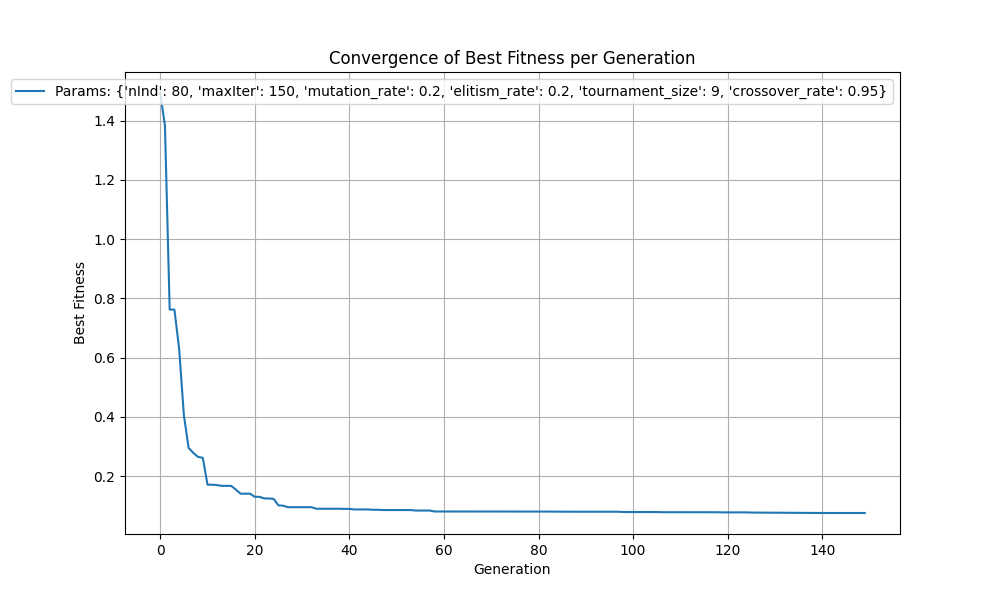 Convergence of Best Fitness per Generation
Params: {'nInd': 80, 'maxIter': 150, 'mutation_rate': 0.2, 'elitism_rate': 0.2, 'tournament_size': 9, 'crossover_rate': 0.95}
1.4
1.2
1.0
0.8
0.6
0.4
0.2
Best Fitness
0 20 40 60 80 100 120 140
Generation